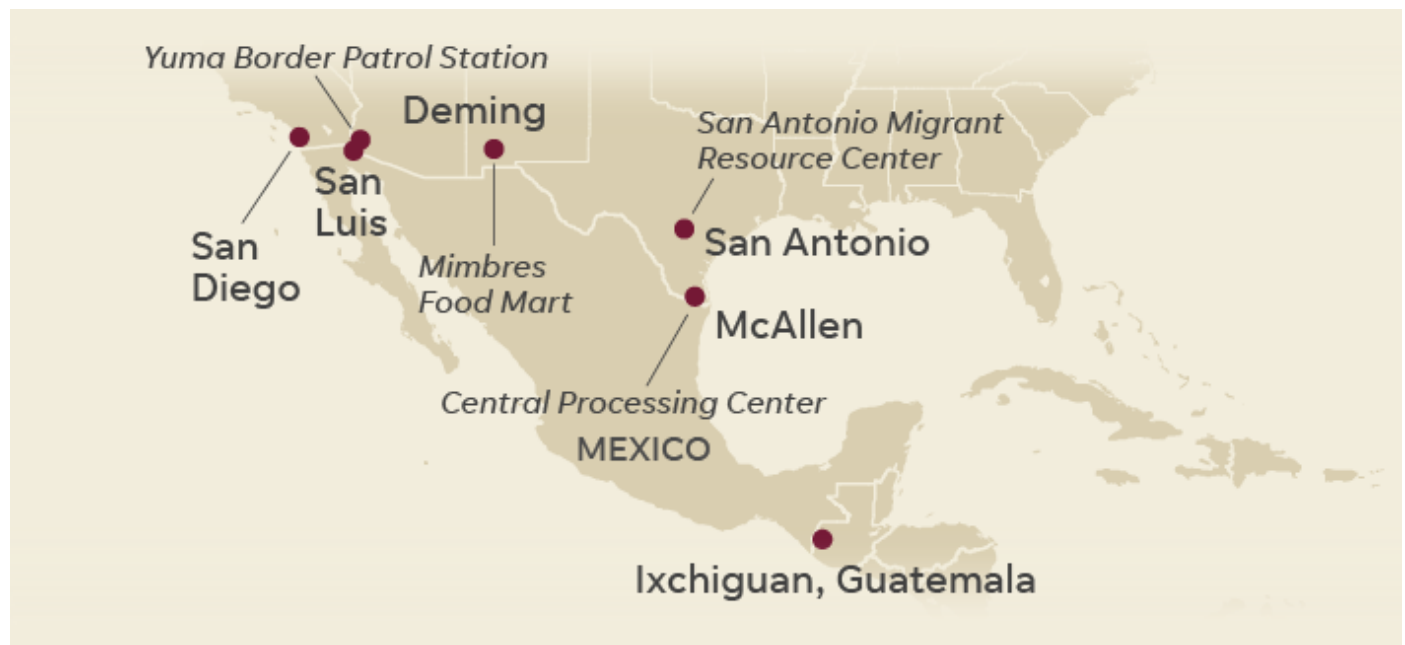 Yuma Border Patrol Station
Deming
San Antonio Migrant
Resource Center
San
Luis
San Antonio
San
Diego
Mimbres
Food Mart
McAllen
Central Processing Center
MEXICO
Ixchiguan, Guatemala